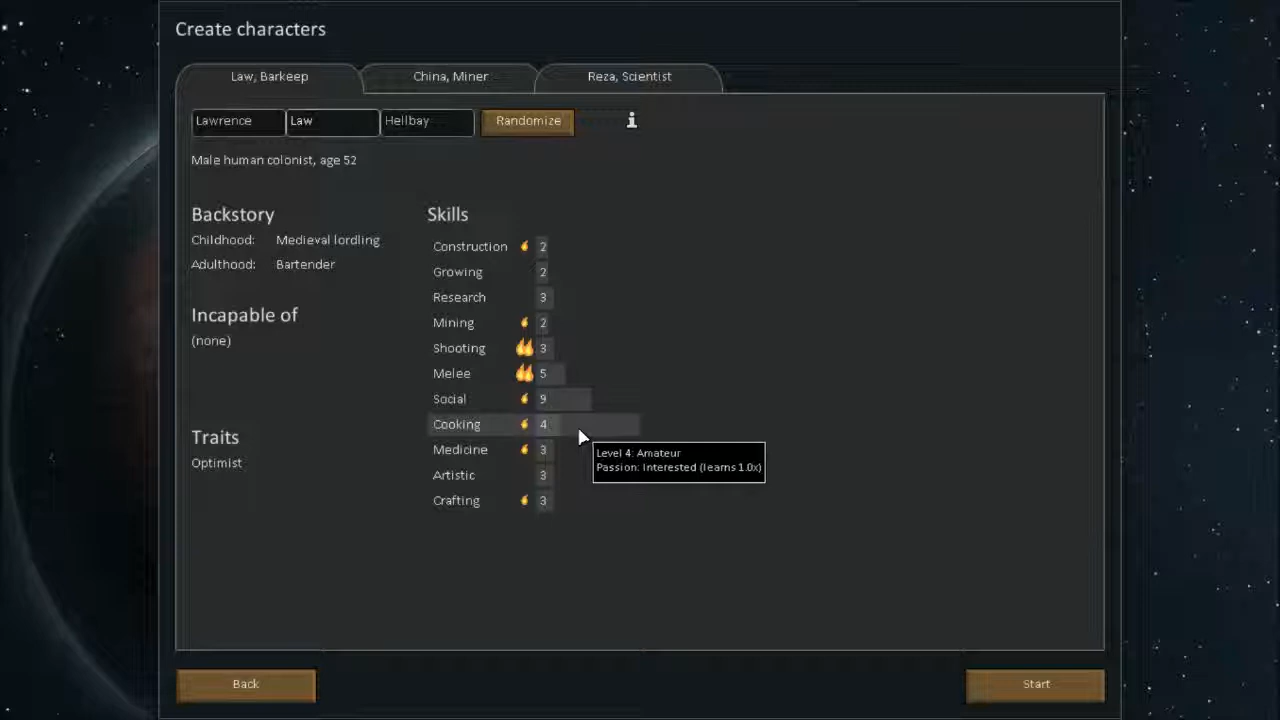 Create characters
Law, Barkeep
China, Miner
Reza, Scientist
Lawrence
Law
Hellbay
Randomize
Male human colonist, age 52
Backstory
Childhood: Medieval lordling
Adulthood: Bartender
Incapable of
(none)
Traits
Optimist
Skills
Construction 2
Growing 2
Research 3
Mining 2
Shooting 3
Melee 5
Social 9
Cooking 4
Medicine 3
Artistic 3
Crafting 3
Level 4: Amateur
Passion: Interested (learns 1.0x)
Back
Start